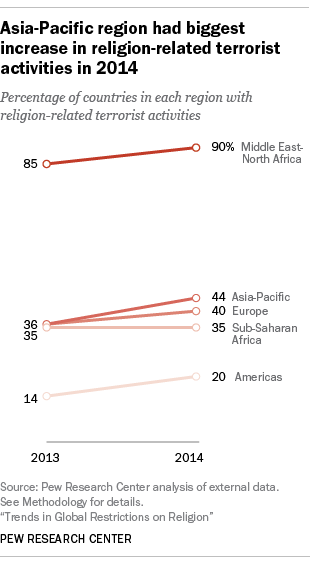 Asia-Pacific region had biggest
increase in religion-related terrorist
activities in 2014
Percentage of countries in each region with
religion-related terrorist activities
90% Middle East-
North Africa
85
44 Asia-Pacific
40 Europe
36
35
35 Sub-Saharan
Africa
20 Americas
14
2013 2014
Source: Pew Research Center analysis of external data.
See Methodology for details.
“Trends in Global Restrictions on Religion”
PEW RESEARCH CENTER